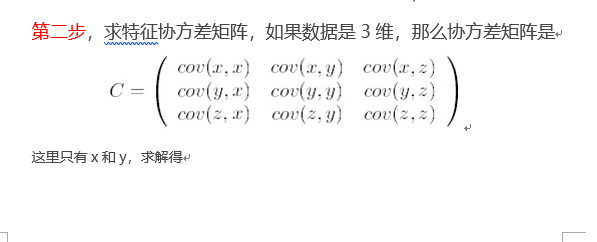 第二步，求特征协方差矩阵，如果数据是 3 维，那么协方差矩阵是
cov(x, x) cov(x, y) cov(x, z)
C = cov(y, x) cov(y, y) cov(y, z)
cov(z, x) cov(z, y) cov(z, z)
这里只有 x 和 y，求解得